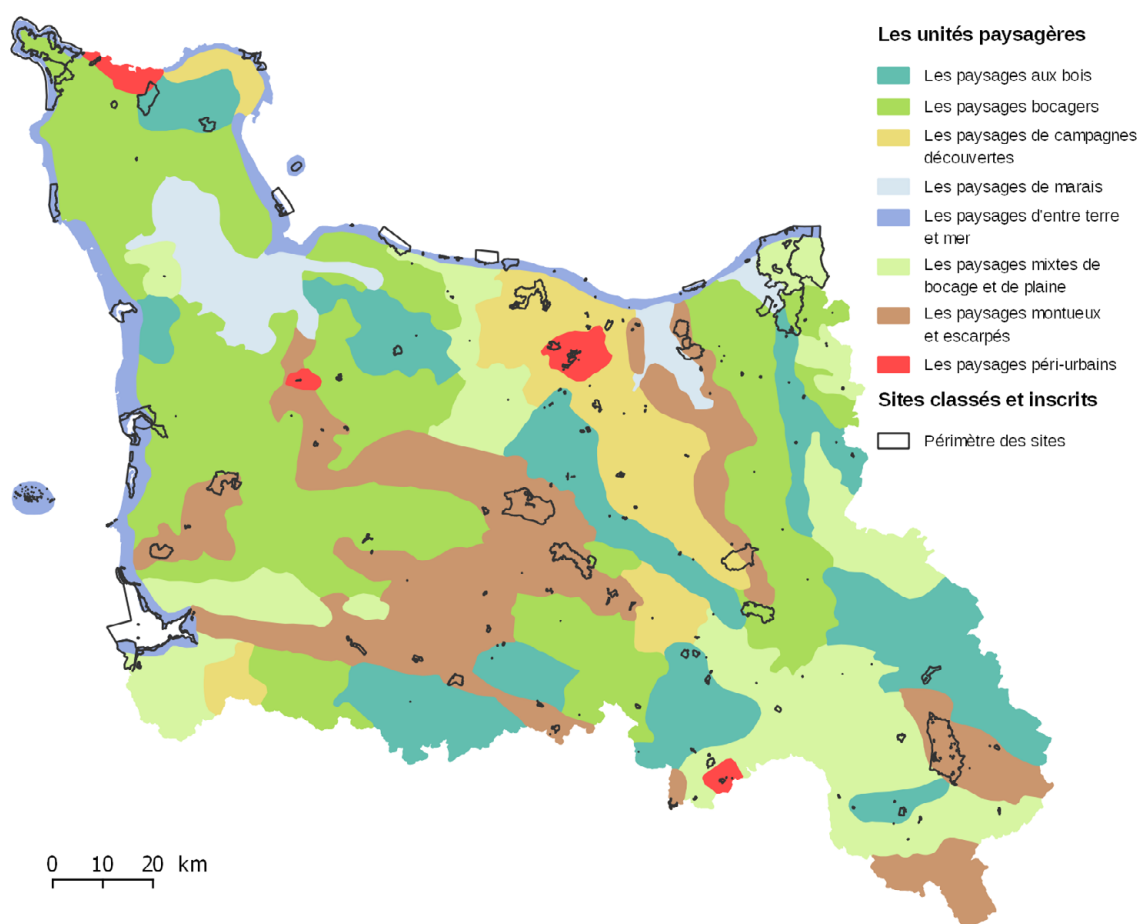 Les unités paysagères
Les paysages aux bois
Les paysages bocagers
Les paysages de campagnes
découvertes
Les paysages de marais
Les paysages d'entre terre
et mer
Les paysages mixtes de
bocage et de plaine
Les paysages montueux
et escarpés
Les paysages péri-urbains
Sites classés et inscrits
Périmètre des sites
0 10 20 km